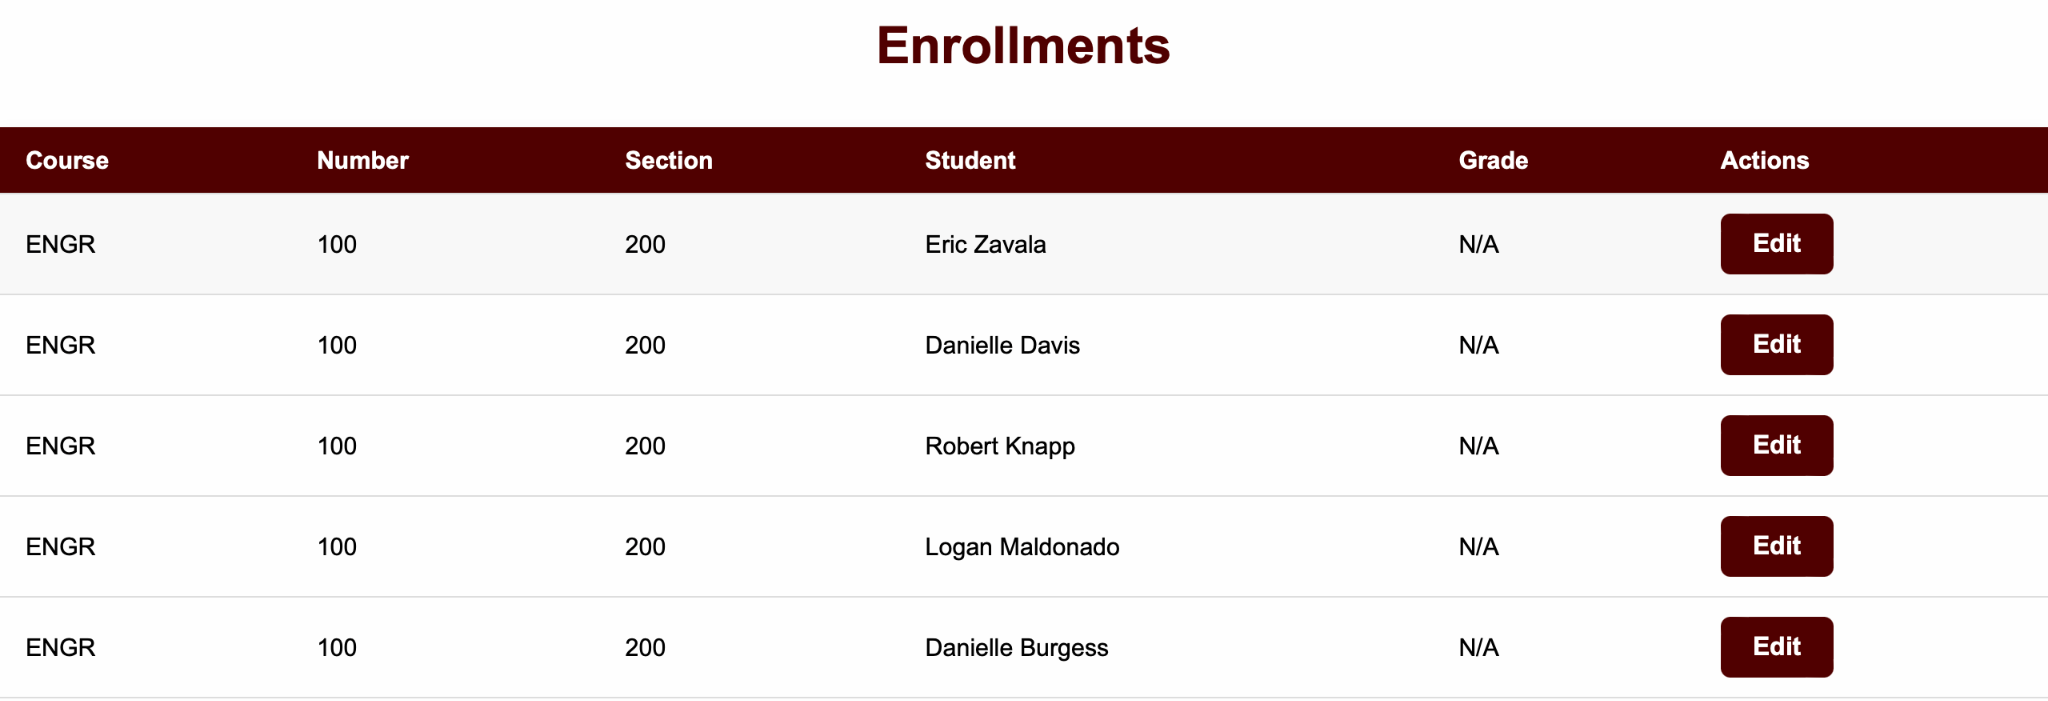 Enrollments
Course Number Section Student Grade Actions
ENGR 100 200 Eric Zavala N/A Edit
ENGR 100 200 Danielle Davis N/A Edit
ENGR 100 200 Robert Knapp N/A Edit
ENGR 100 200 Logan Maldonado N/A Edit
ENGR 100 200 Danielle Burgess N/A Edit